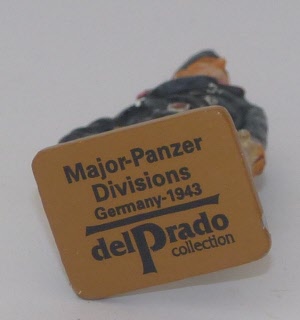 Major-Panzer
Divisions
Germany-1943
delPrado
collection